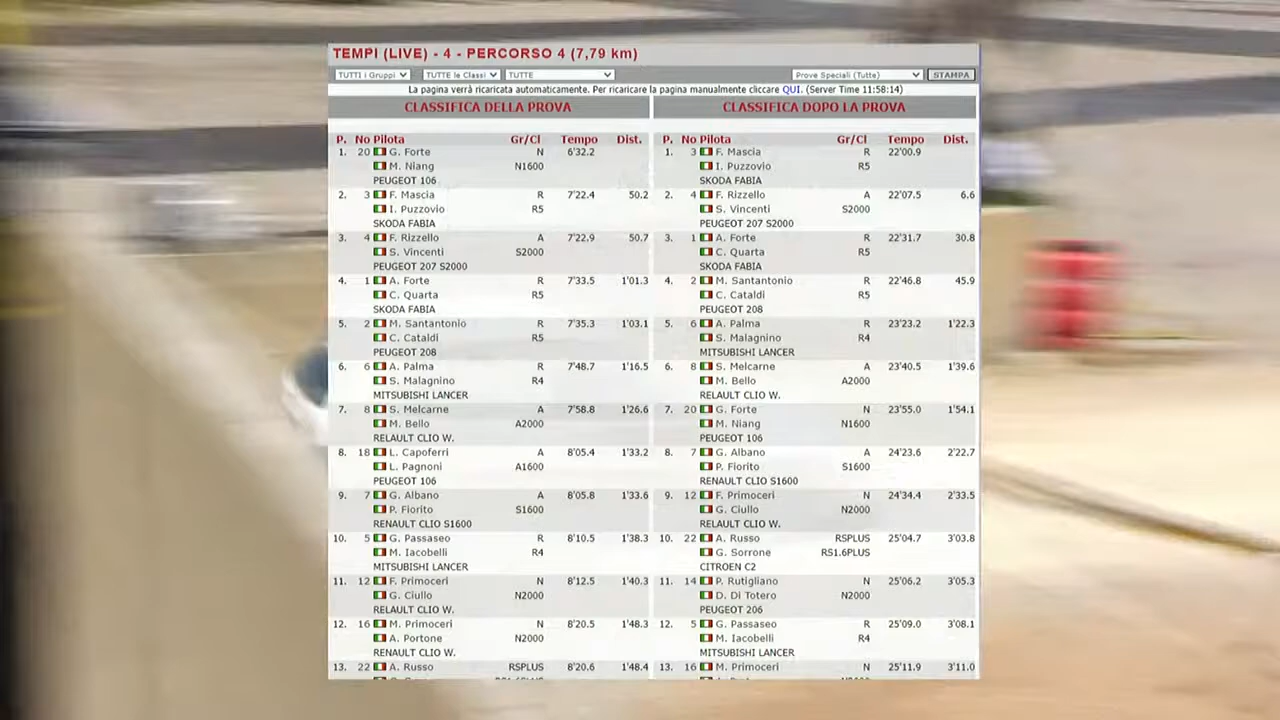 TEMPI (LIVE) - 4 - PERCORSO 4 (7,79 km)
TUTTI i Gruppi TUTTE le Classi TUTTE Prove Speciali (Tutte) STAMPA
La pagina verrà ricaricata automaticamente. Per ricaricare la pagina manualmente cliccare QUI. (Server Time 11:58:14)
CLASSIFICA DELLA PROVA
P. No Pilota Gr/Cl Tempo Dist.
1. 20 G. Forte N 6'32.2
M. Niang N1600
PEUGEOT 106
2. 3 F. Mascia R 7'22.4 50.2
I. Puzzovio R5
SKODA FABIA
3. 4 F. Rizzello A 7'22.9 50.7
S. Vincenti S2000
PEUGEOT 207 S2000
4. 1 A. Forte R 7'33.5 1'01.3
C. Quarta R5
SKODA FABIA
5. 2 M. Santantonio R 7'35.3 1'03.1
C. Cataldi R5
PEUGEOT 208
6. 6 A. Palma R 7'48.7 1'16.5
S. Malagnino R4
MITSUBISHI LANCER
7. 8 S. Melcarne A 7'58.8 1'26.6
M. Bello A2000
RELAULT CLIO W.
8. 18 L. Capoferri A 8'05.4 1'33.2
L. Pagnoni A1600
PEUGEOT 106
9. 7 G. Albano A 8'05.8 1'33.6
P. Fiorito S1600
RENAULT CLIO S1600
10. 5 G. Passaseo R 8'10.5 1'38.3
M. Iacobelli R4
MITSUBISHI LANCER
11. 12 F. Primoceri N 8'12.5 1'40.3
G. Ciullo N2000
RELAULT CLIO W.
12. 16 M. Primoceri N 8'20.5 1'48.3
A. Portone N2000
RENAULT CLIO W.
13. 22 A. Russo RSPLUS 8'20.6 1'48.4
CLASSIFICA DOPO LA PROVA
P. No Pilota Gr/Cl Tempo Dist.
1. 3 F. Mascia R 22'00.9
I. Puzzovio R5
SKODA FABIA
2. 4 F. Rizzello A 22'07.5 6.6
S. Vincenti S2000
PEUGEOT 207 S2000
3. 1 A. Forte R 22'31.7 30.8
C. Quarta R5
SKODA FABIA
4. 2 M. Santantonio R 22'46.8 45.9
C. Cataldi R5
PEUGEOT 208
5. 6 A. Palma R 23'23.2 1'22.3
S. Malagnino R4
MITSUBISHI LANCER
6. 8 S. Melcarne A 23'40.5 1'39.6
M. Bello A2000
RELAULT CLIO W.
7. 20 G. Forte N 23'55.0 1'54.1
M. Niang N1600
PEUGEOT 106
8. 7 G. Albano A 24'23.6 2'22.7
P. Fiorito S1600
RENAULT CLIO S1600
9. 12 F. Primoceri N 24'34.4 2'33.5
G. Ciullo N2000
RELAULT CLIO W.
10. 22 A. Russo RSPLUS 25'04.7 3'03.8
G. Sorrone RS1.6PLUS
CITROEN C2
11. 14 P. Rutigliano N 25'06.2 3'05.3
D. Di Totero N2000
PEUGEOT 206
12. 5 G. Passaseo R 25'09.0 3'08.1
M. Iacobelli R4
MITSUBISHI LANCER
13. 16 M. Primoceri N 25'11.9 3'11.0